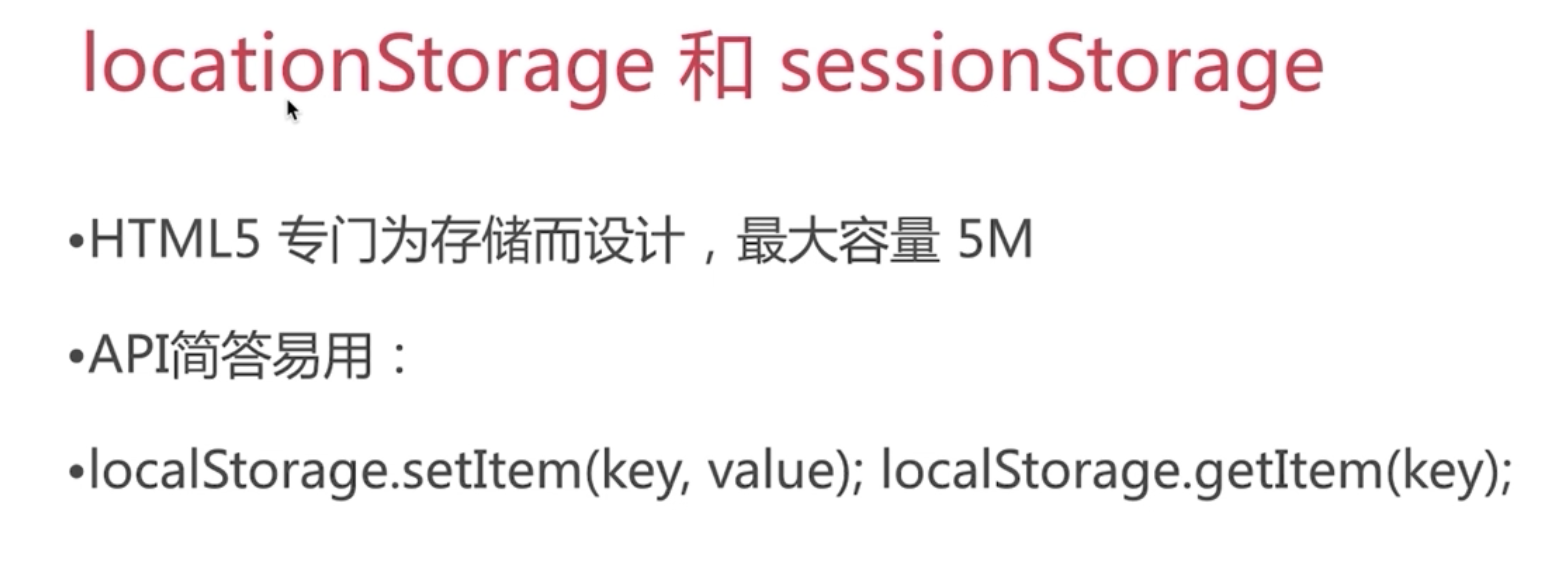 locationStorage 和 sessionStorage
•HTML5 专门为存储而设计，最大容量 5M
•API简答易用：
•localStorage.setItem(key, value); localStorage.getItem(key);